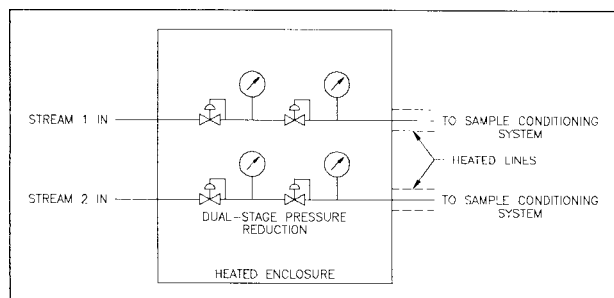 STREAM 1 IN
TO SAMPLE CONDITIONING
SYSTEM
HEATED LINES
STREAM 2 IN
TO SAMPLE CONDITIONING
SYSTEM
DUAL-STAGE PRESSURE
REDUCTION
HEATED ENCLOSURE